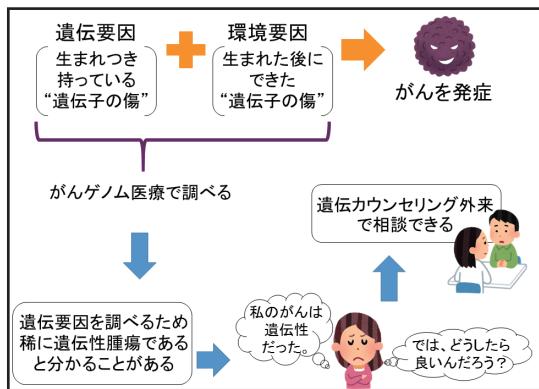 遺伝要因
生まれつき
持っている
“遺伝子の傷”
環境要因
生まれた後に
できた
“遺伝子の傷”
がんを発症
がんゲノム医療で調べる
遺伝カウンセリング外来
で相談できる
遺伝要因を調べるため
稀に遺伝性腫瘍である
と分かることがある
私のがんは
遺伝性
だった。
では、どうしたら
良いんだろう？